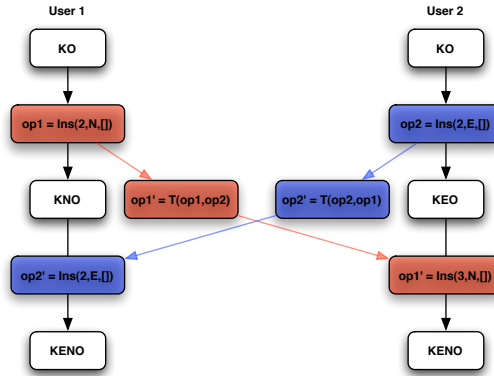 User 1
User 2
KO
KO
op1 = Ins(2,N,[])
op2 = Ins(2,E,[])
KNO
op1' = T(op1,op2)
op2' = T(op2,op1)
KEO
op2' = Ins(2,E,[])
op1' = Ins(3,N,[])
KENO
KENO